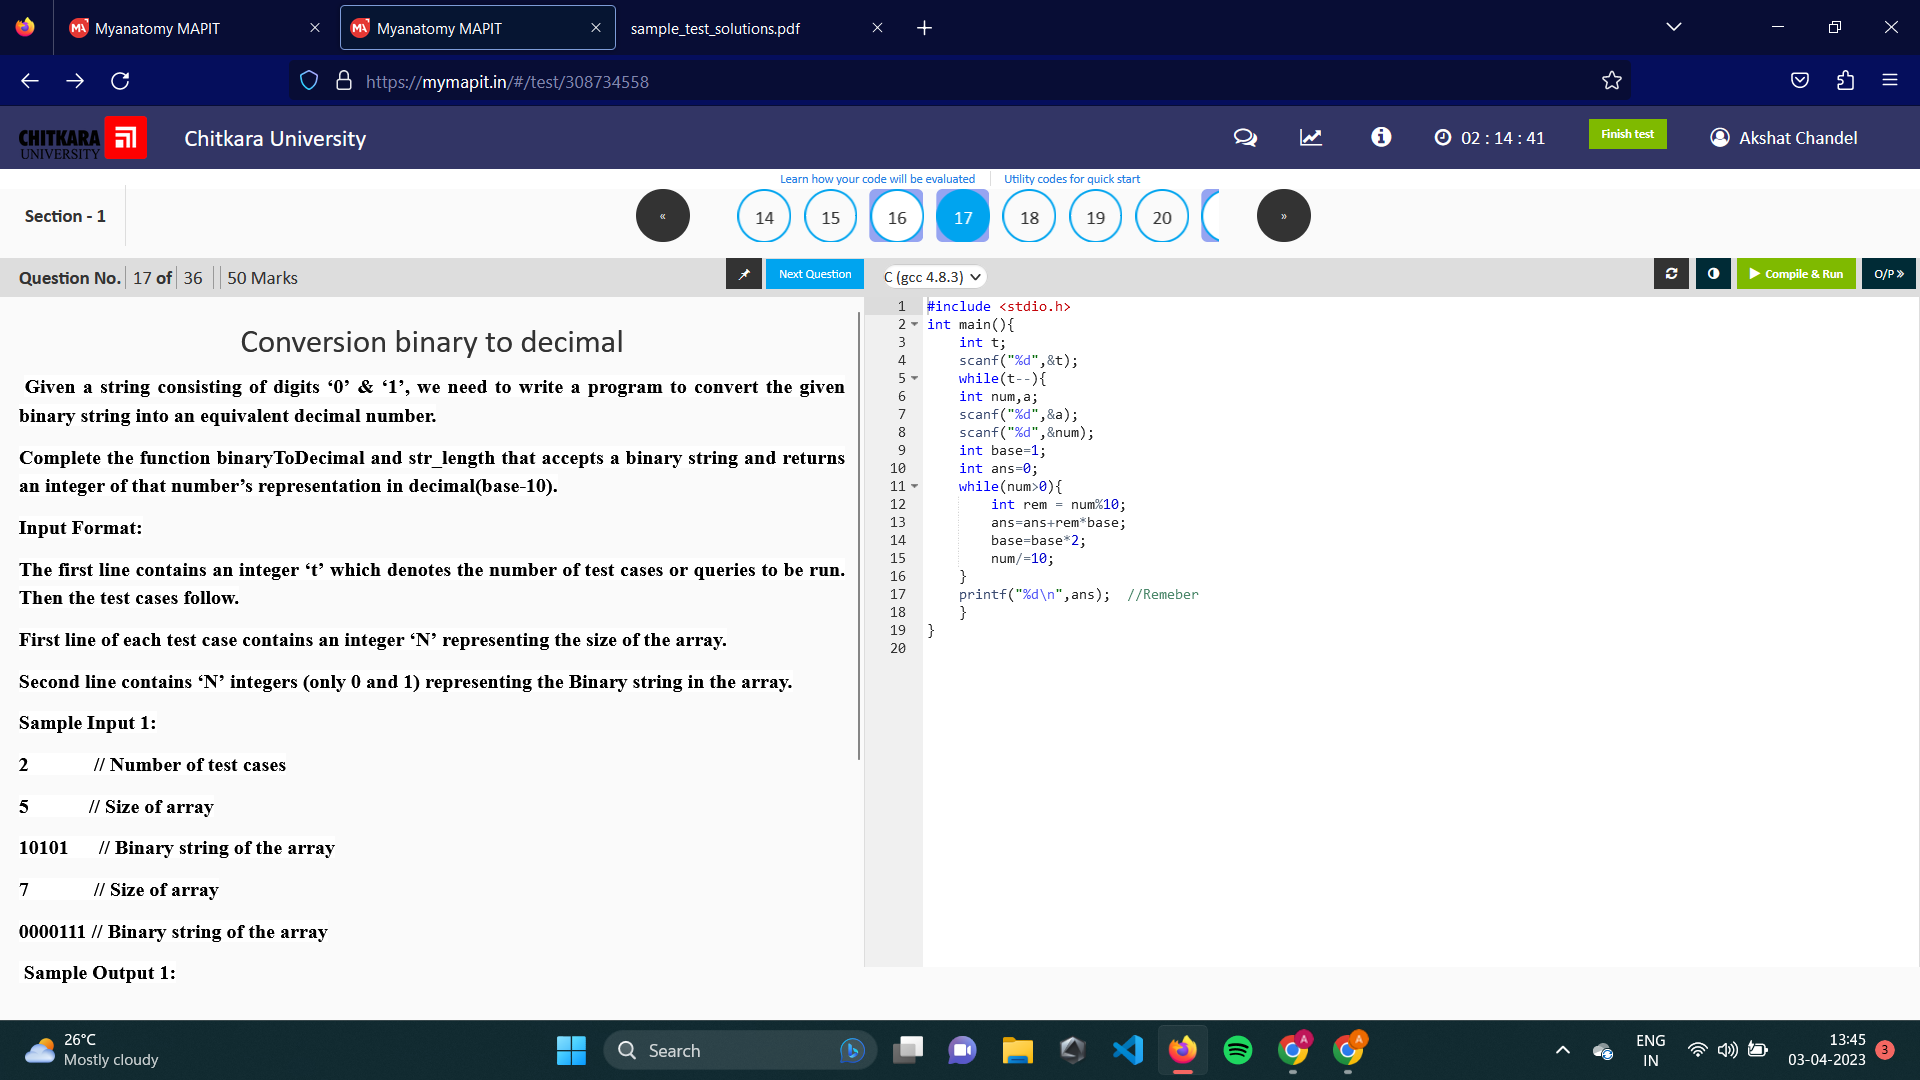 Myanatomy MAPIT
Myanatomy MAPIT
sample_test_solutions.pdf
https://mymapit.in/#/test/308734558
CHITKARA
UNIVERSITY
Chitkara University
02 : 14 : 41
Finish test
Akshat Chandel
Learn how your code will be evaluated
Utility codes for quick start
Section - 1
«
14
15
16
17
18
19
20
»
Question No. 17 of 36 50 Marks
Next Question
C (gcc 4.8.3)
Compile & Run
O/P »
Conversion binary to decimal
Given a string consisting of digits ‘0’ & ‘1’, we need to write a program to convert the given
binary string into an equivalent decimal number.
Complete the function binaryToDecimal and str_length that accepts a binary string and returns
an integer of that number’s representation in decimal(base-10).
Input Format:
The first line contains an integer ‘t’ which denotes the number of test cases or queries to be run.
Then the test cases follow.
First line of each test case contains an integer ‘N’ representing the size of the array.
Second line contains ‘N’ integers (only 0 and 1) representing the Binary string in the array.
Sample Input 1:
2 // Number of test cases
5 // Size of array
10101 // Binary string of the array
7 // Size of array
0000111 // Binary string of the array
Sample Output 1:
1 #include <stdio.h>
2 int main(){
3 int t;
4 scanf("%d",&t);
5 while(t--){
6 int num,a;
7 scanf("%d",&a);
8 scanf("%d",&num);
9 int base=1;
10 int ans=0;
11 while(num>0){
12 int rem = num%10;
13 ans=ans+rem*base;
14 base=base*2;
15 num/=10;
16 }
17 printf("%d\n",ans); //Remeber
18 }
19 }
20
26°C
Mostly cloudy
Search
A
A
ENG
IN
13:45
03-04-2023
3